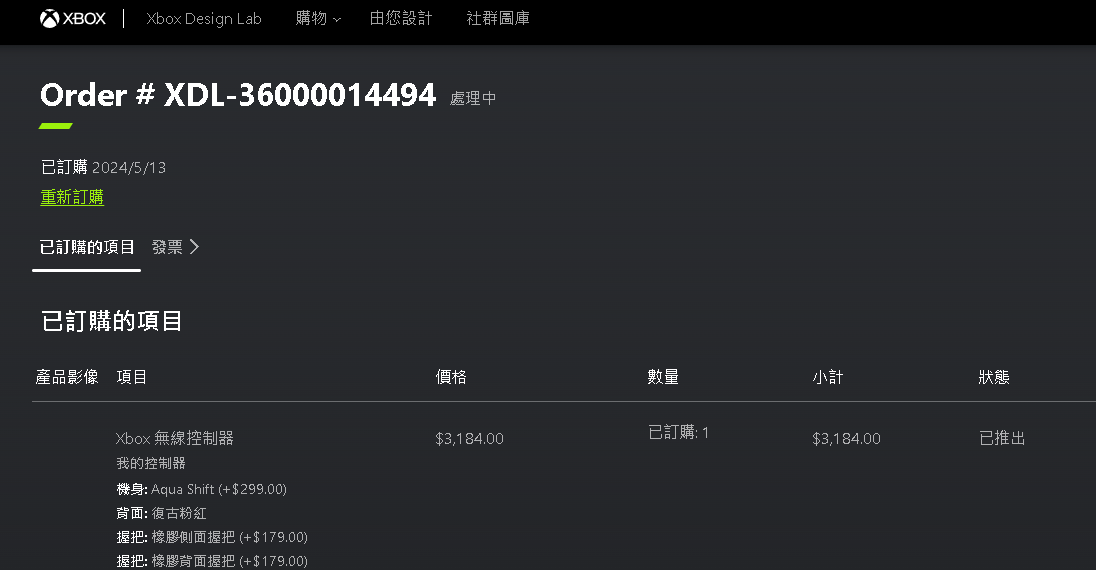 XBOX Xbox Design Lab 購物 由您設計 社群圖庫
Order # XDL-36000014494 處理中
已訂購 2024/5/13
重新訂購
已訂購的項目 發票
已訂購的項目
產品影像 項目 價格 數量 小計 狀態
Xbox 無線控制器 $3,184.00 已訂購: 1 $3,184.00 已推出
我的控制器
機身: Aqua Shift (+$299.00)
背面: 復古粉紅
握把: 橡膠側面握把 (+$179.00)
握把: 橡膠背面握把 (+$179.00)